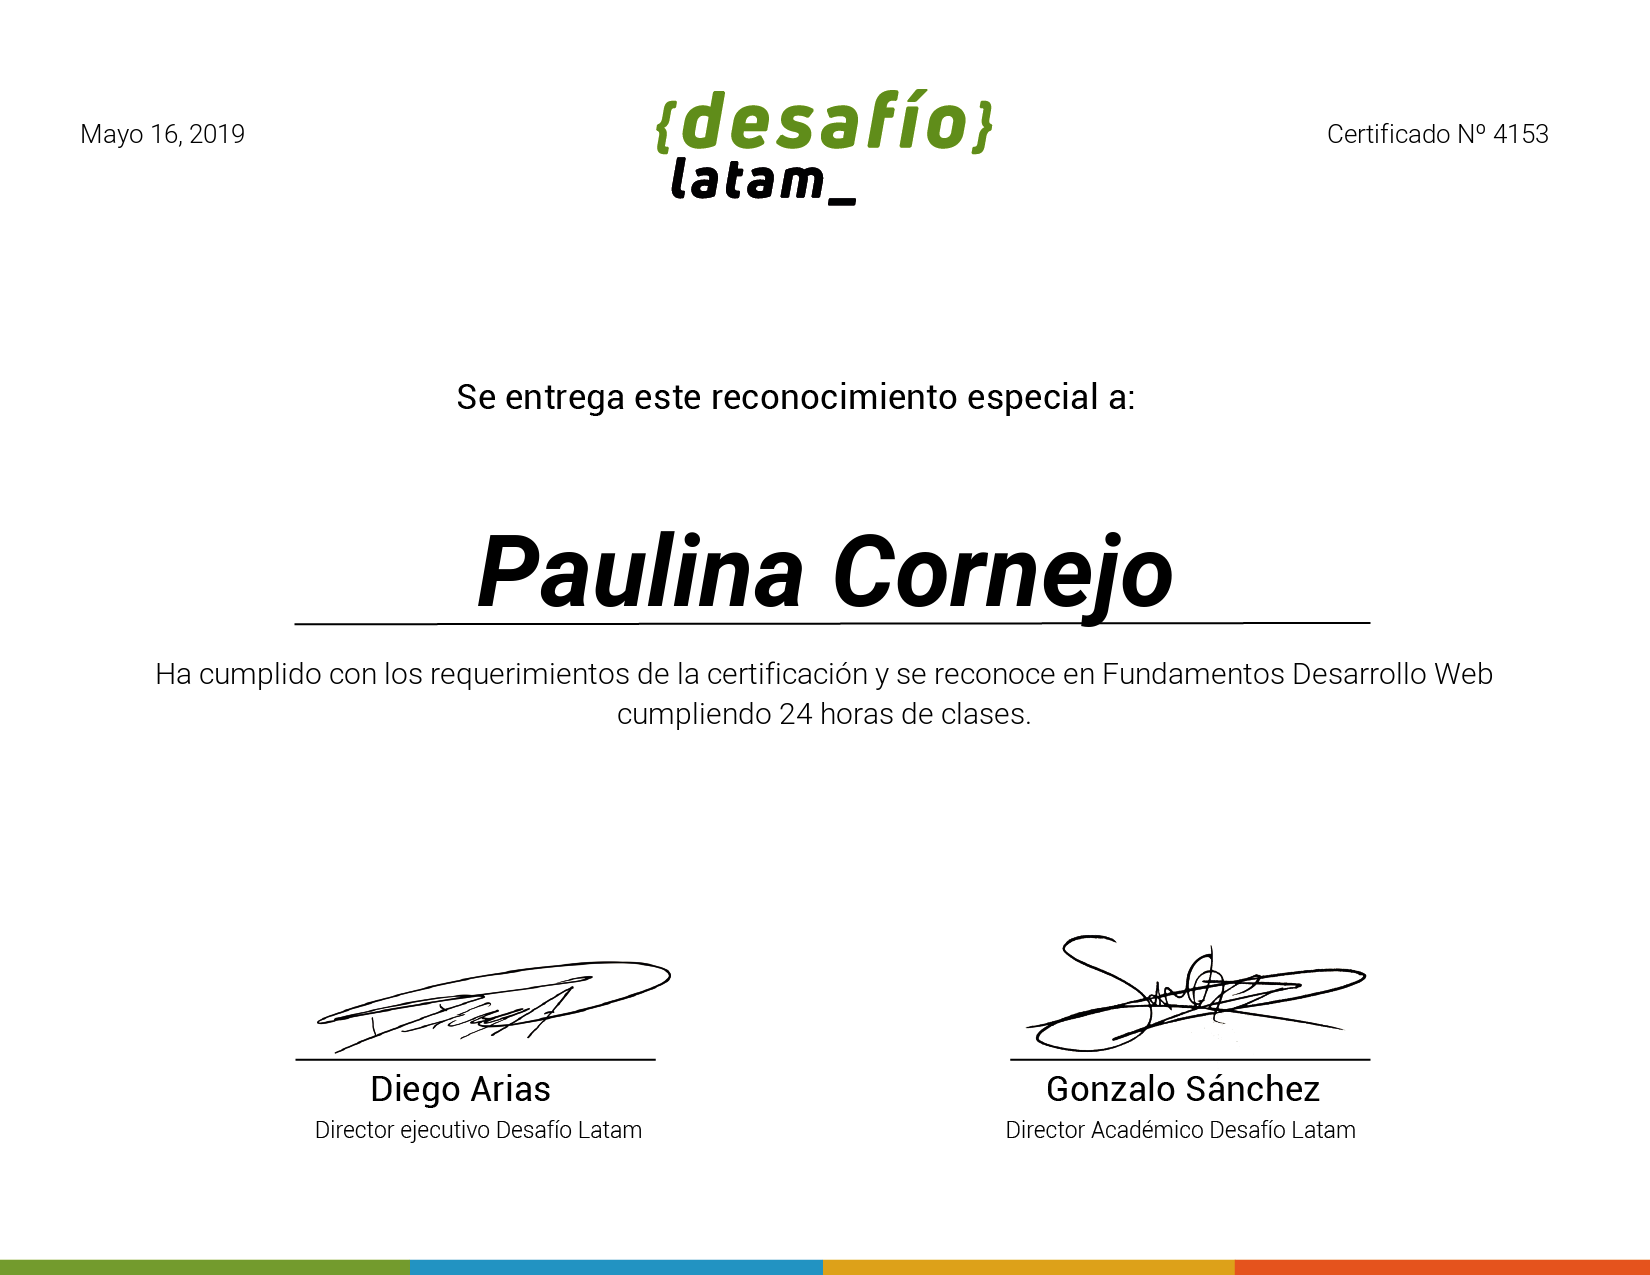 Mayo 16, 2019
{desafío}
latam_
Certificado Nº 4153
Se entrega este reconocimiento especial a:
Paulina Cornejo
Ha cumplido con los requerimientos de la certificación y se reconoce en Fundamentos Desarrollo Web
cumpliendo 24 horas de clases.
Diego Arias
Director ejecutivo Desafío Latam
Gonzalo Sánchez
Director Académico Desafío Latam